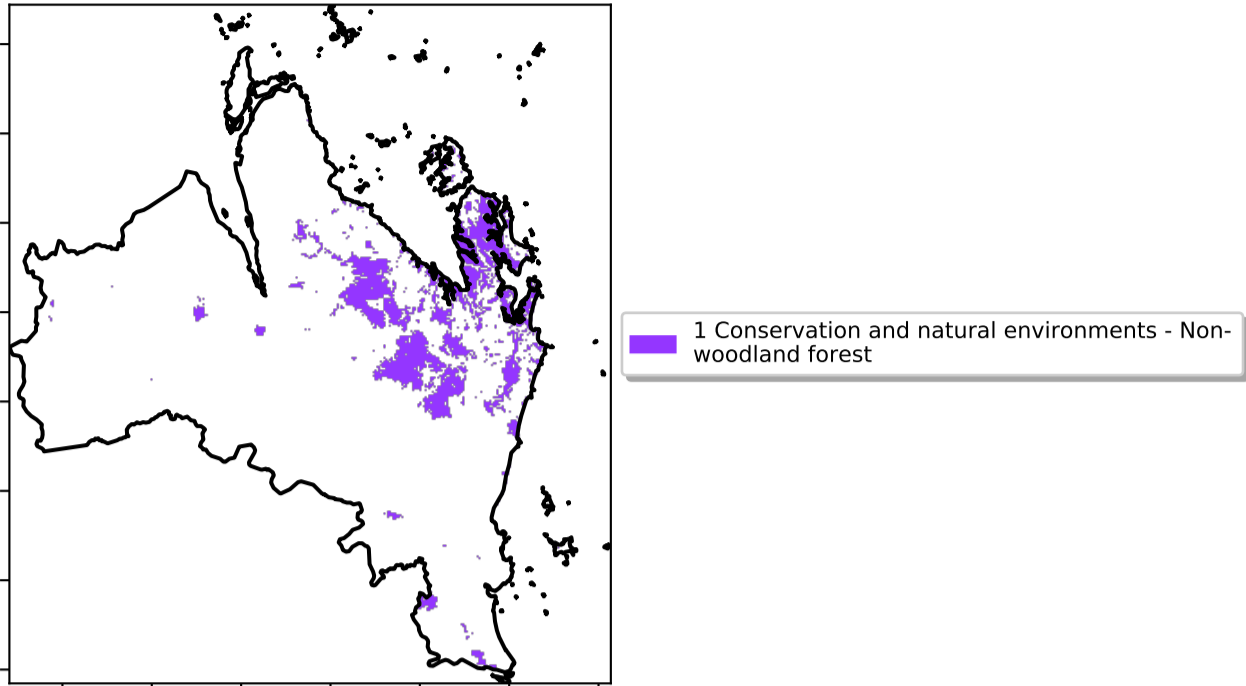 1 Conservation and natural environments - Non-
woodland forest